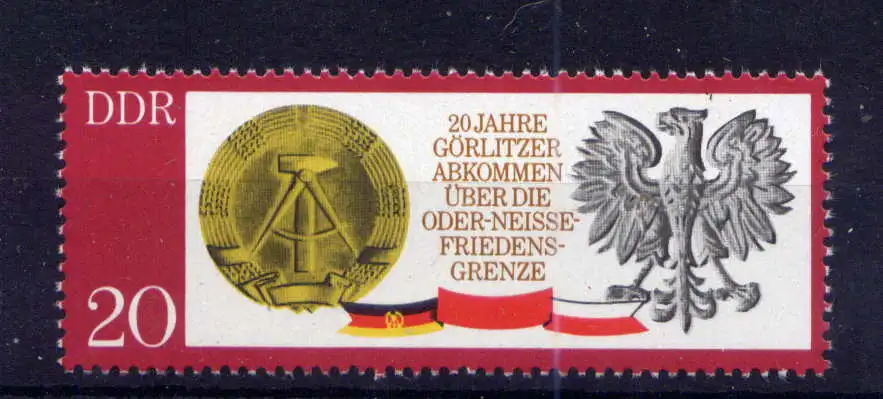 DDR
20 JAHRE
GÖRLITZER
ABKOMMEN
ÜBER DIE
ODER-NEISSE-
FRIEDENS-
GRENZE
20